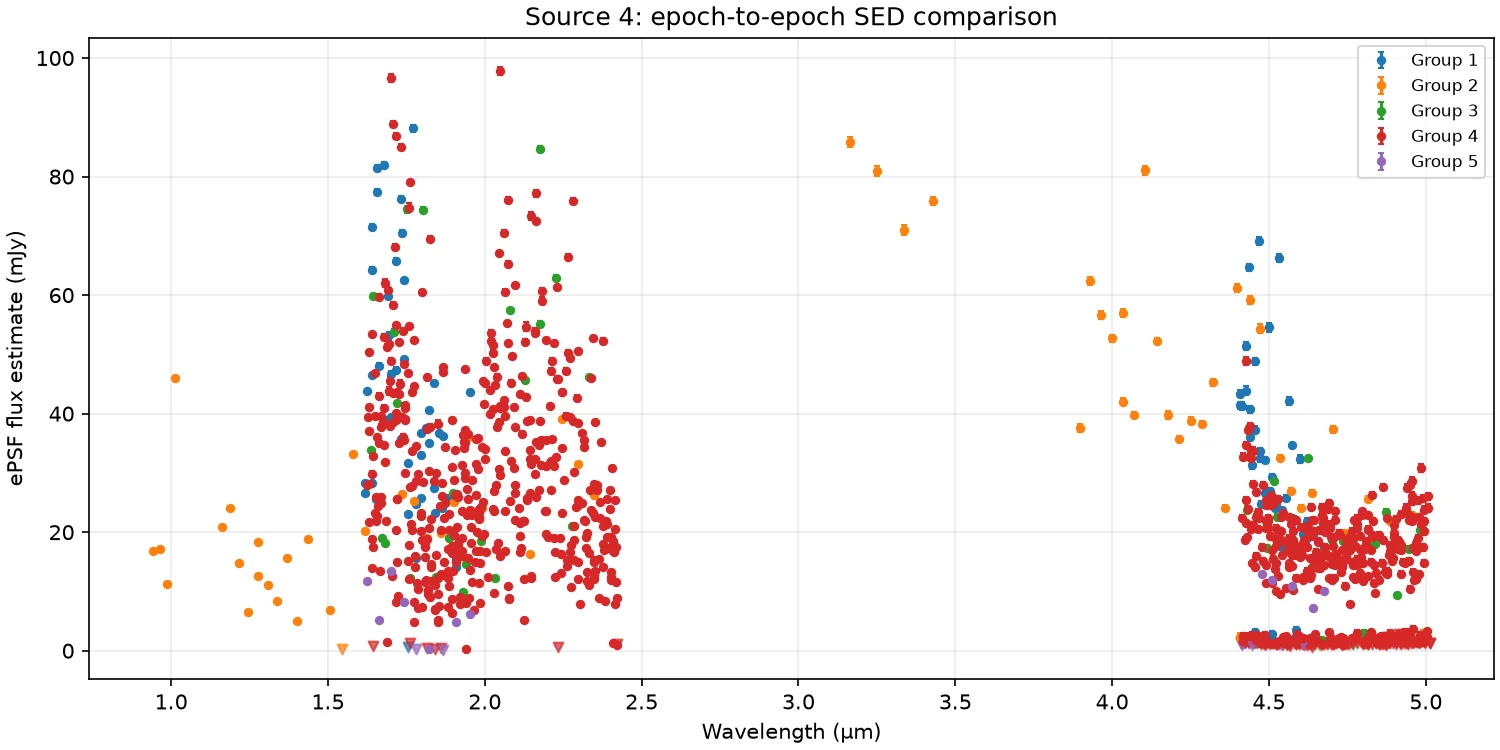 Source 4: epoch-to-epoch SED comparison
ePSF flux estimate (mJy)
100
80
60
40
20
0
Group 1
Group 2
Group 3
Group 4
Group 5
1.0 1.5 2.0 2.5 3.0 3.5 4.0 4.5 5.0
Wavelength (μm)